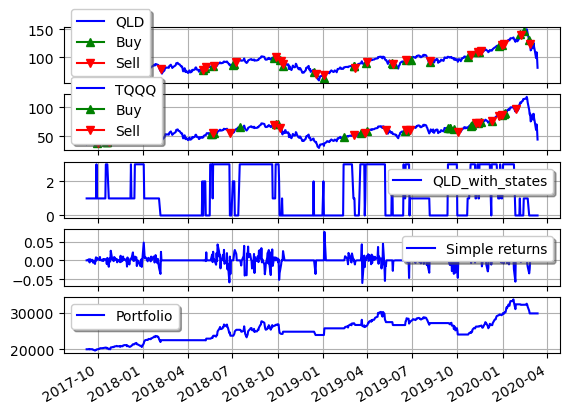 QLD
Buy
Sell
150
100
TQQQ
Buy
Sell
100
50
QLD_with_states
2
0
Simple returns
0.05
0.00
−0.05
Portfolio
30000
20000
2017-10
2018-01
2018-04
2018-07
2018-10
2019-01
2019-04
2019-07
2019-10
2020-01
2020-04